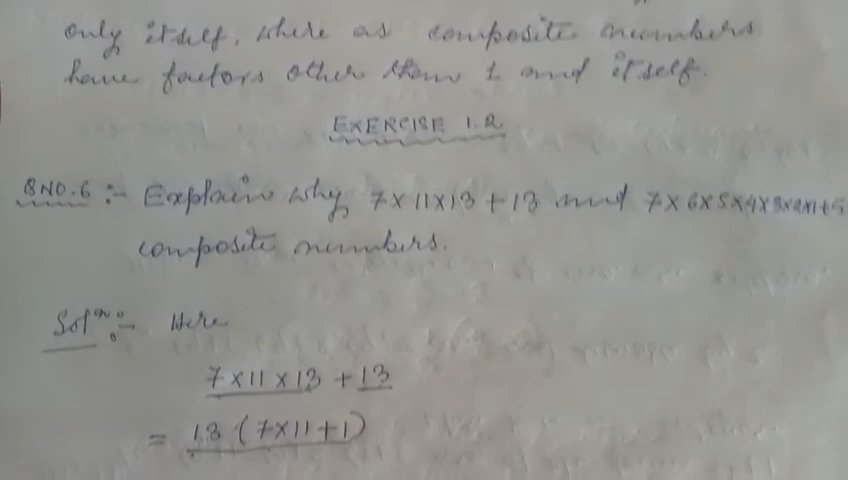 only itself, where as composite numbers
have factors other than 1 and itself.
EXERCISE 1.2
QNO.6 :- Explain why 7×11×13+13 and 7×6×5×4×3×2×1+5
composite numbers.
Solⁿ :- Here
7×11×13 + 13
= 13 (7×11+1)